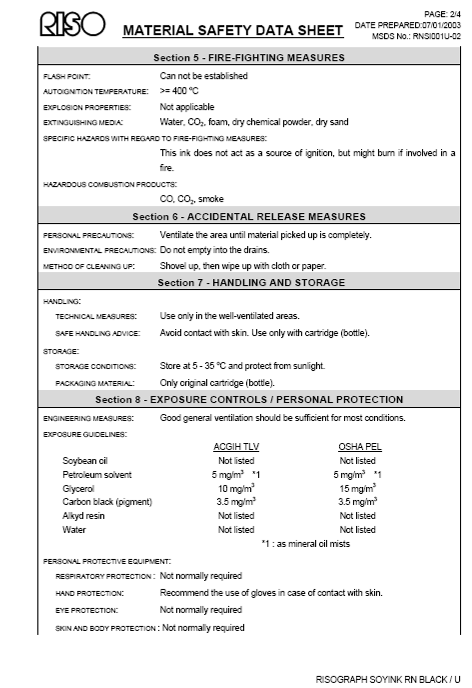 RISO
MATERIAL SAFETY DATA SHEET
PAGE: 2/4
DATE PREPARED:07/01/2003
MSDS No.: RNSI001U-02
Section 5 - FIRE-FIGHTING MEASURES
FLASH POINT: Can not be established
AUTOIGNITION TEMPERATURE: >= 400 ºC
EXPLOSION PROPERTIES: Not applicable
EXTINGUISHING MEDIA: Water, CO₂, foam, dry chemical powder, dry sand
SPECIFIC HAZARDS WITH REGARD TO FIRE-FIGHTING MEASURES:
This ink does not act as a source of ignition, but might burn if involved in a
fire.
HAZARDOUS COMBUSTION PRODUCTS:
CO, CO₂, smoke
Section 6 - ACCIDENTAL RELEASE MEASURES
PERSONAL PRECAUTIONS: Ventilate the area until material picked up is completely.
ENVIRONMENTAL PRECAUTIONS: Do not empty into the drains.
METHOD OF CLEANING UP: Shovel up, then wipe up with cloth or paper.
Section 7 - HANDLING AND STORAGE
HANDLING:
TECHNICAL MEASURES: Use only in the well-ventilated areas.
SAFE HANDLING ADVICE: Avoid contact with skin. Use only with cartridge (bottle).
STORAGE:
STORAGE CONDITIONS: Store at 5 - 35 ºC and protect from sunlight.
PACKAGING MATERIAL: Only original cartridge (bottle).
Section 8 - EXPOSURE CONTROLS / PERSONAL PROTECTION
ENGINEERING MEASURES: Good general ventilation should be sufficient for most conditions.
EXPOSURE GUIDELINES:
ACGIH TLV OSHA PEL
Soybean oil Not listed Not listed
Petroleum solvent 5 mg/m³ *1 5 mg/m³ *1
Glycerol 10 mg/m³ 15 mg/m³
Carbon black (pigment) 3.5 mg/m³ 3.5 mg/m³
Alkyd resin Not listed Not listed
Water Not listed Not listed
*1 : as mineral oil mists
PERSONAL PROTECTIVE EQUIPMENT:
RESPIRATORY PROTECTION : Not normally required
HAND PROTECTION: Recommend the use of gloves in case of contact with skin.
EYE PROTECTION: Not normally required
SKIN AND BODY PROTECTION : Not normally required
RISOGRAPH SOYINK RN BLACK / U